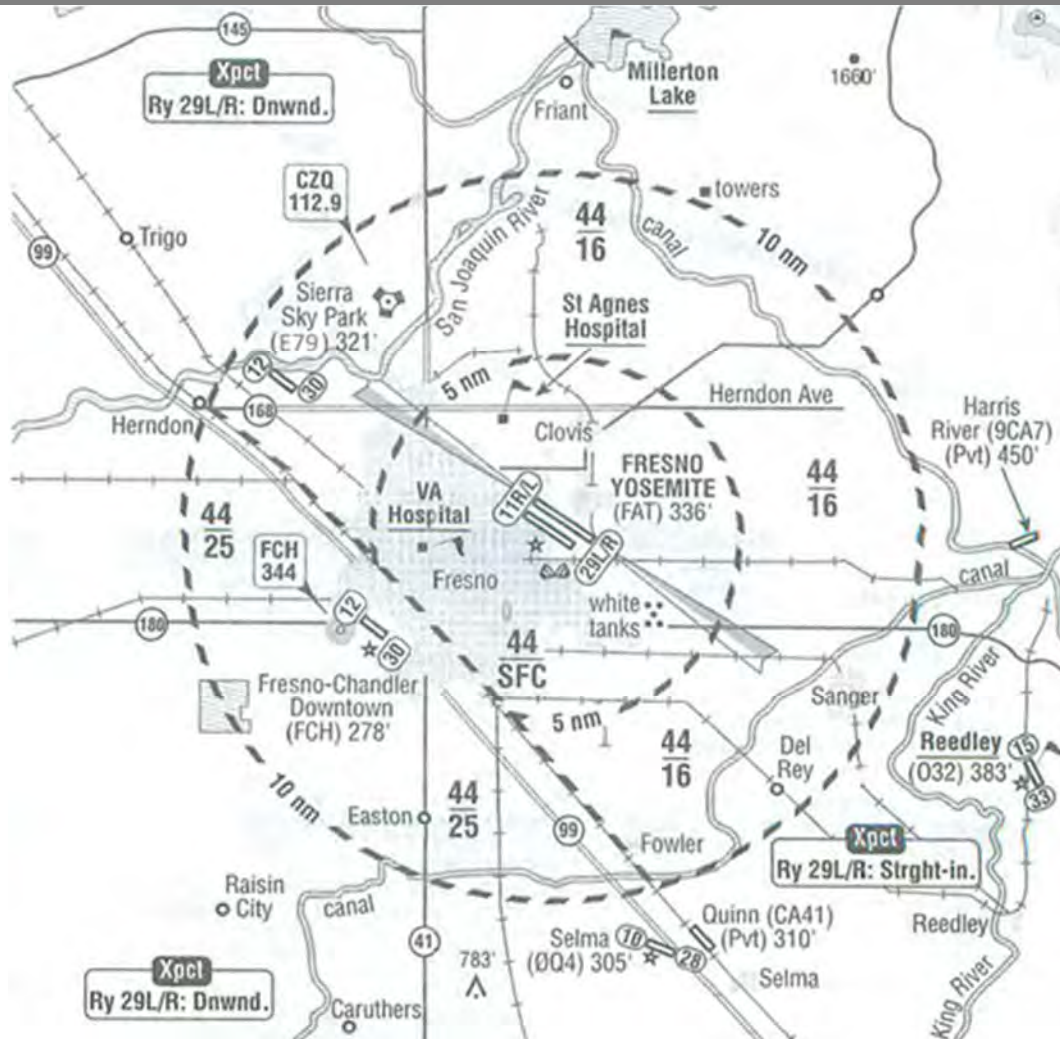 145
Xpct
Ry 29L/R: Dnwnd.
Millerton
Lake
Friant
1660'
CZQ
112.9
towers
44
16
canal
10 nm
99
Trigo
San Joaquin River
Sierra
Sky Park
(E79) 321'
12
30
St Agnes
Hospital
5 nm
168
Herndon
Herndon Ave
Clovis
Harris
River (9CA7)
(Pvt) 450'
44
16
FRESNO
YOSEMITE
(FAT) 336'
11R/L
29L/R
VA
Hospital
44
25
FCH
344
Fresno
canal
12
30
180
white
tanks
180
44
SFC
Fresno-Chandler
Downtown
(FCH) 278'
Sanger
King River
5 nm
44
16
Del
Rey
Reedley
(O32) 383'
15
33
10 nm
44
25
Easton
99
Fowler
Xpct
Ry 29L/R: Strght-in.
Raisin
City
canal
Reedley
Quinn (CA41)
(Pvt) 310'
Selma
(ØQ4) 305'
10
28
41
783'
Selma
Xpct
Ry 29L/R: Dnwnd.
Caruthers
King River